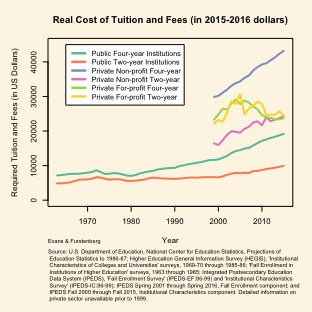 Real Cost of Tuition and Fees (in 2015-2016 dollars)
Required Tuition and Fees (in US Dollars)
Public Four-year Institutions
Public Two-year Institutions
Private Non-profit Four-year
Private Non-profit Two-year
Private For-profit Four-year
Private For-profit Two-year
40000
30000
20000
10000
0
1970
1980
1990
2000
2010
Year
Evans & Furstenberg
Source: U.S. Department of Education, National Center for Education Statistics, Projections of
Education Statistics to 1986-87; Higher Education General Information Survey (HEGIS), 'Institutional
Characteristics of Colleges and Universities' surveys, 1969-70 through 1985-86; 'Fall Enrollment in
Institutions of Higher Education' surveys, 1963 through 1985; Integrated Postsecondary Education
Data System (IPEDS), 'Fall Enrollment Survey' (IPEDS-EF:86-99) and 'Institutional Characteristics
Survey' (IPEDS-IC:86-99); IPEDS Spring 2001 through Spring 2016, Fall Enrollment component; and
IPEDS Fall 2000 through Fall 2015, Institutional Characteristics component. Detailed information on
private sector unavailable prior to 1999.